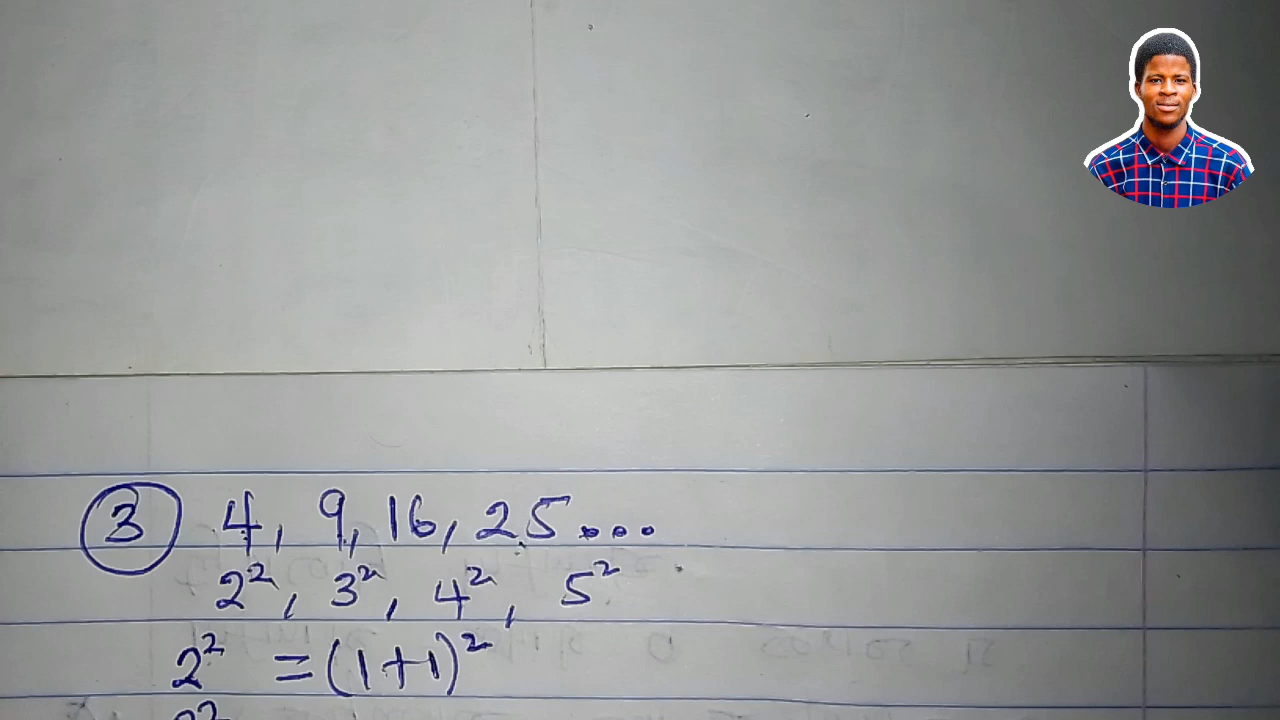 3 4, 9, 16, 25...
2², 3², 4², 5²
2² = (1+1)²